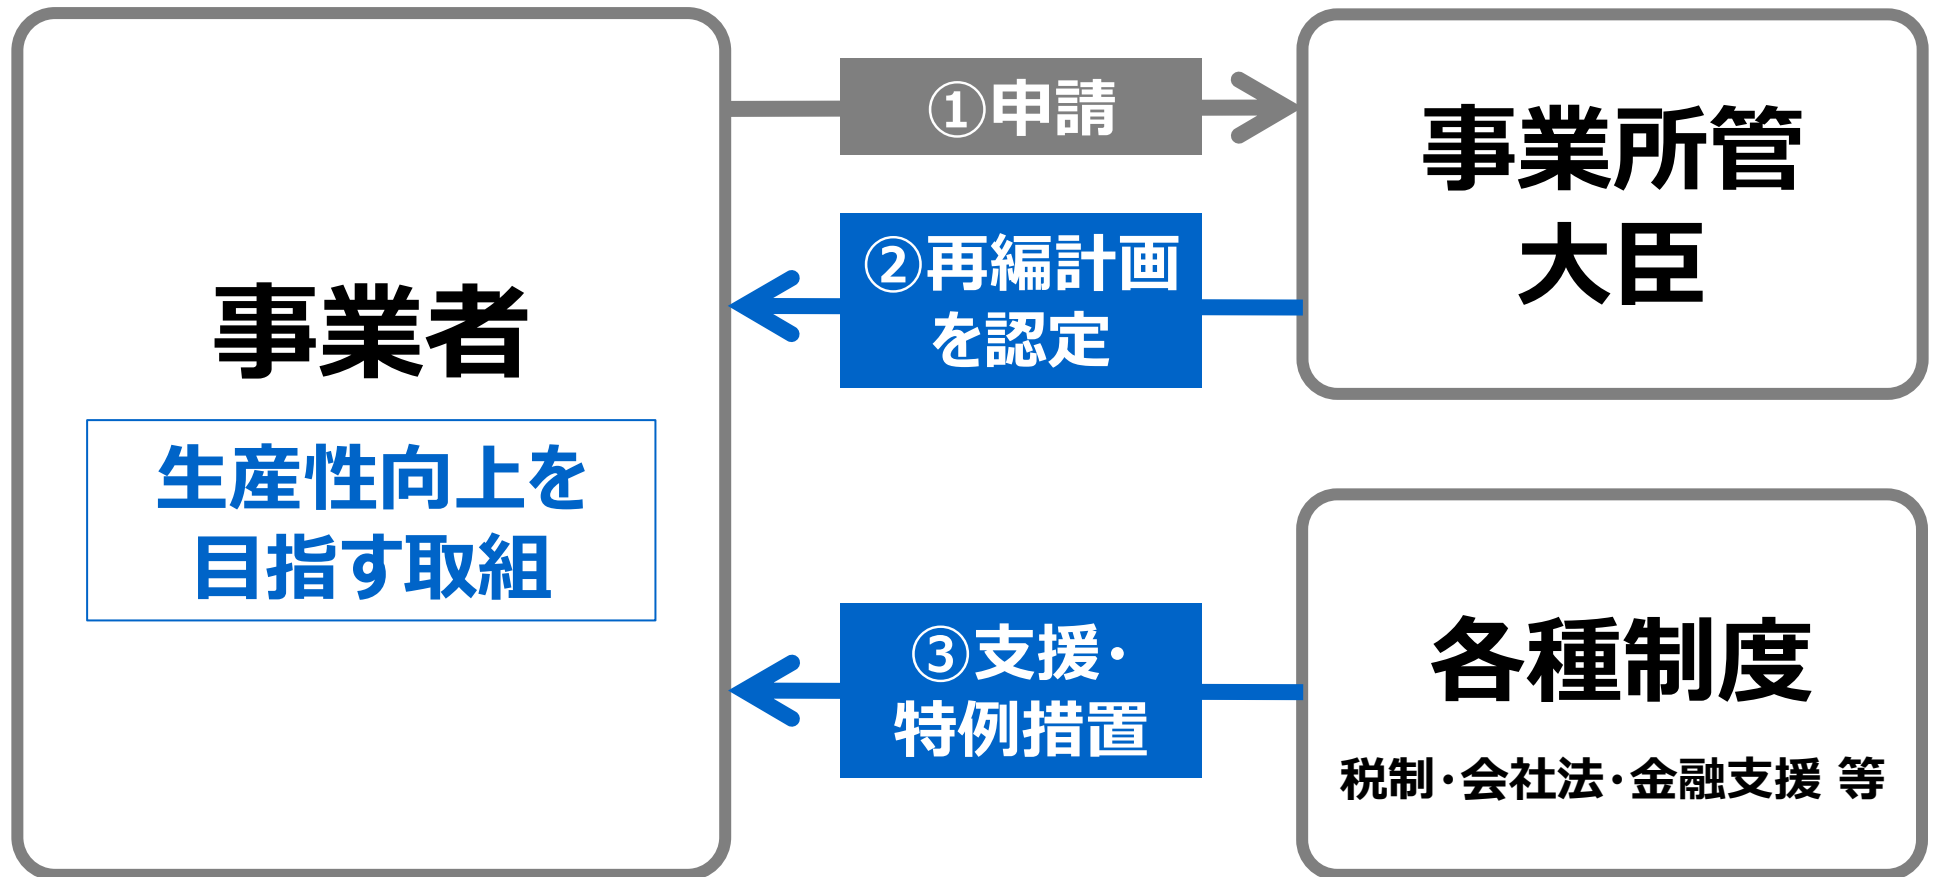 事業者
生産性向上を
目指す取組
①申請
②再編計画
を認定
③支援・
特例措置
事業所管
大臣
各種制度
税制・会社法・金融支援 等